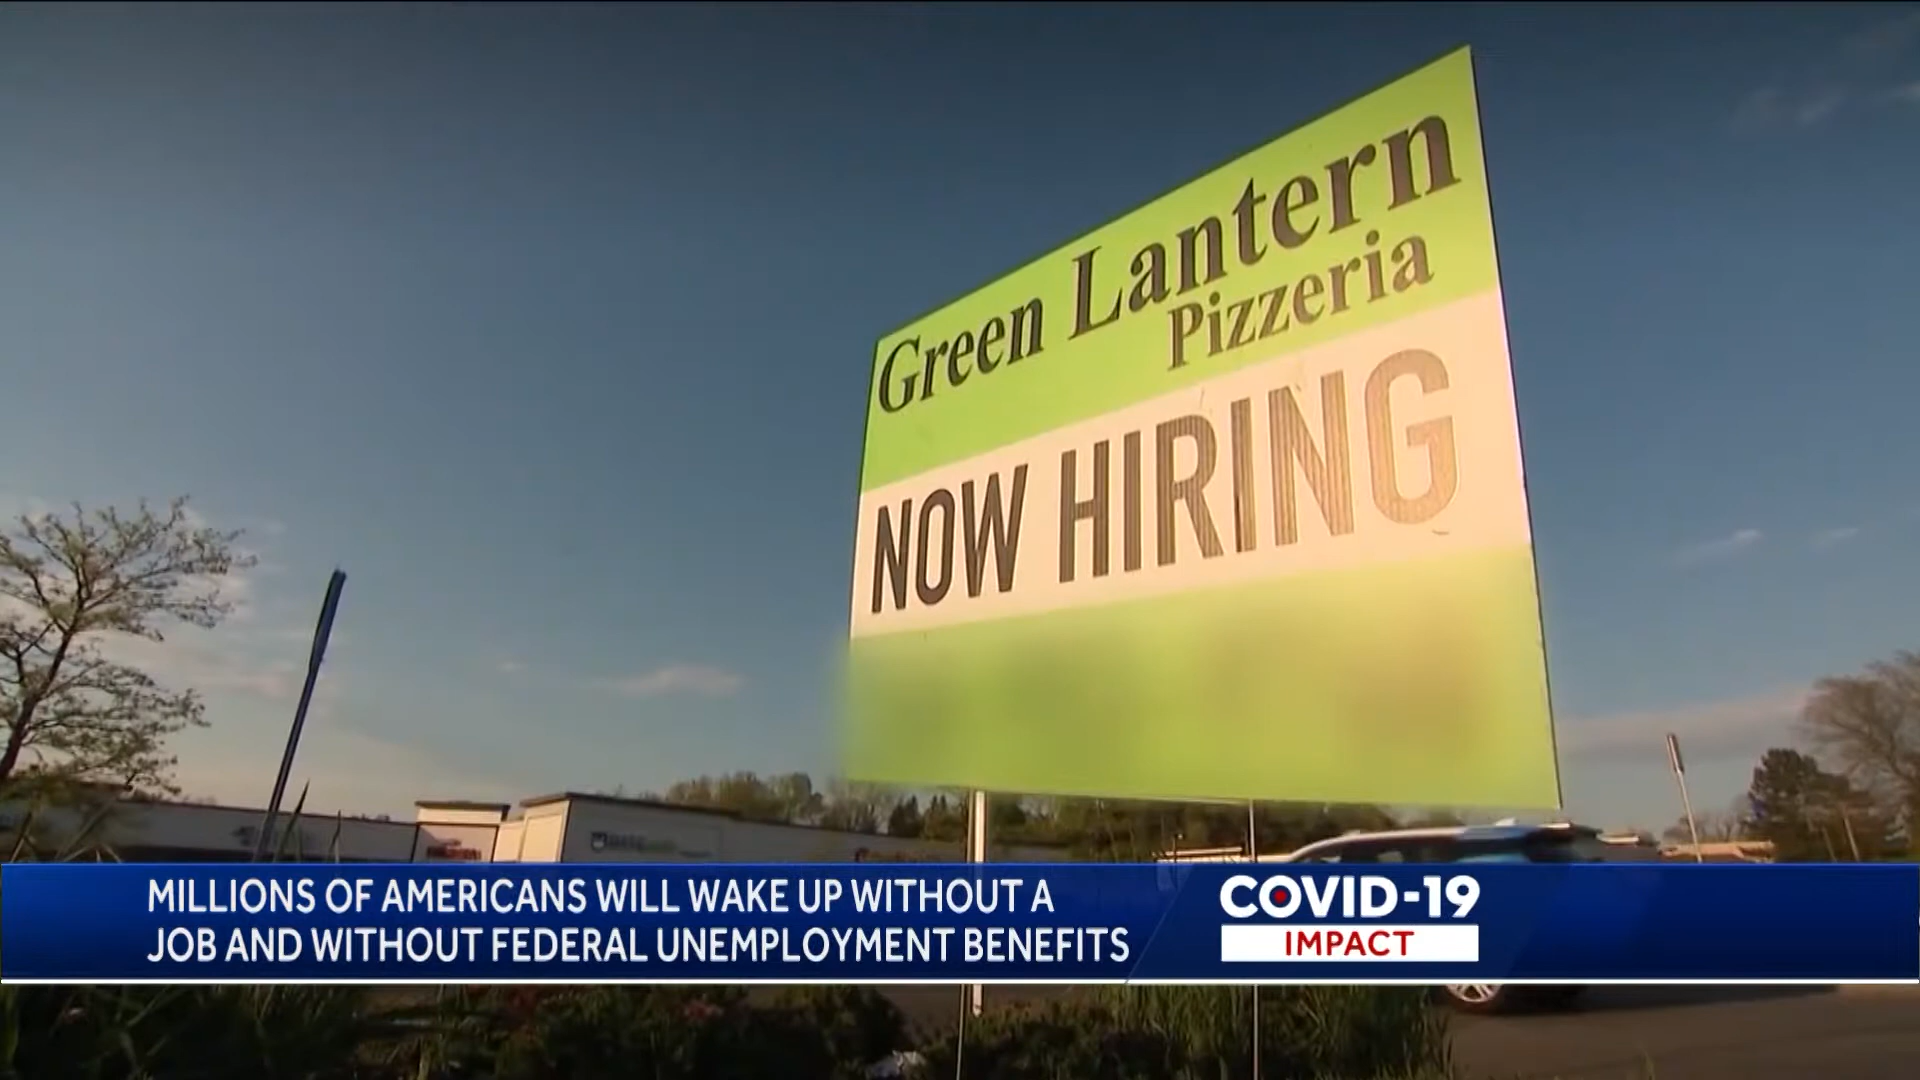 Green Lantern
Pizzeria
NOW HIRING
MILLIONS OF AMERICANS WILL WAKE UP WITHOUT A
JOB AND WITHOUT FEDERAL UNEMPLOYMENT BENEFITS
COVID-19
IMPACT